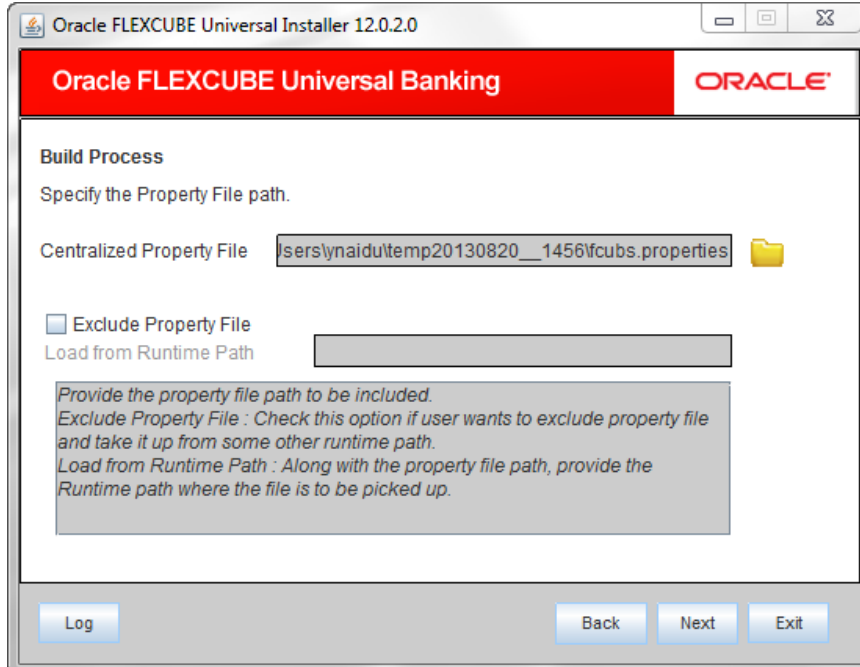 Oracle FLEXCUBE Universal Installer 12.0.2.0
Oracle FLEXCUBE Universal Banking
ORACLE
Build Process
Specify the Property File path.
Centralized Property File
Jsers\ynaidu\temp20130820__1456\fcubs.properties
Exclude Property File
Load from Runtime Path
Provide the property file path to be included.
Exclude Property File : Check this option if user wants to exclude property file
and take it up from some other runtime path.
Load from Runtime Path : Along with the property file path, provide the
Runtime path where the file is to be picked up.
Log
Back
Next
Exit